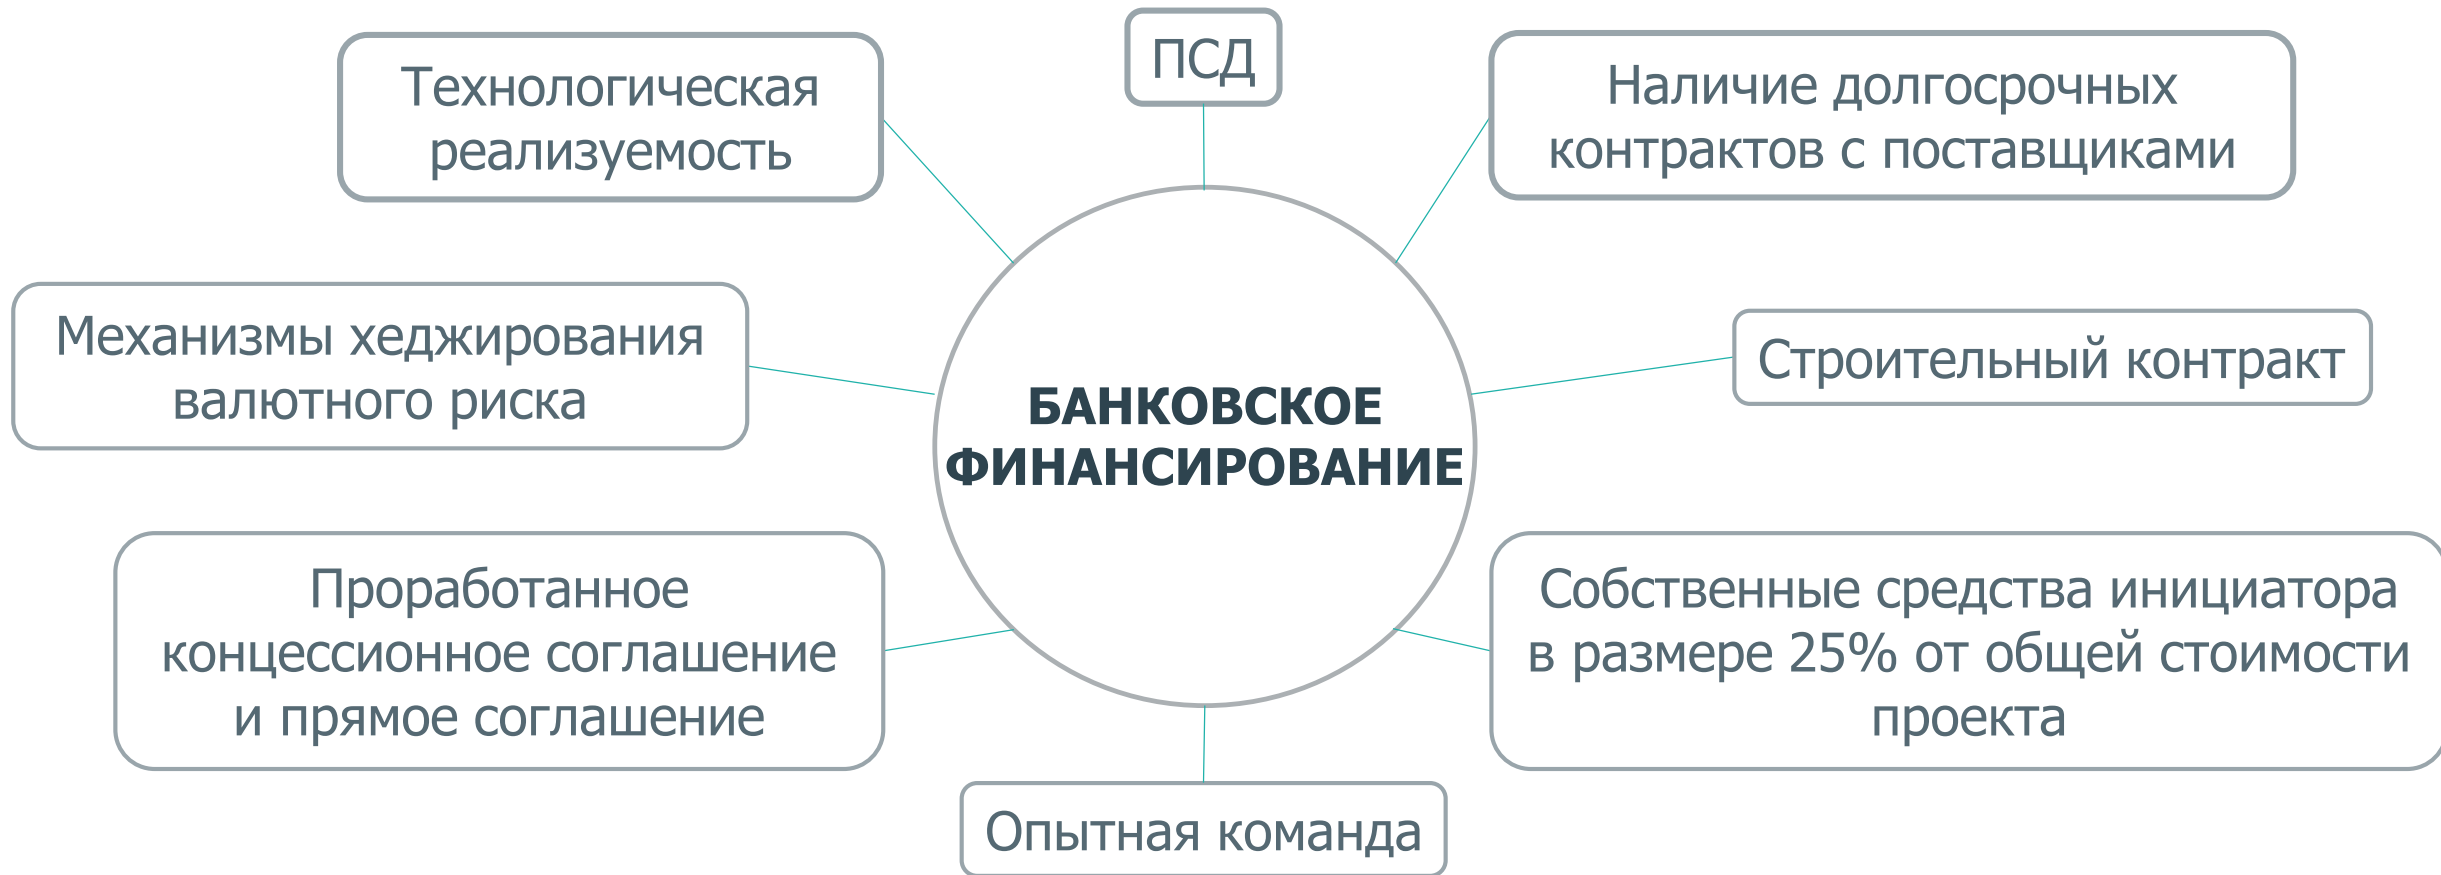 ПСД
Технологическая
реализуемость
Наличие долгосрочных
контрактов с поставщиками
Механизмы хеджирования
валютного риска
Строительный контракт
БАНКОВСКОЕ
ФИНАНСИРОВАНИЕ
Проработанное
концессионное соглашение
и прямое соглашение
Собственные средства инициатора
в размере 25% от общей стоимости
проекта
Опытная команда